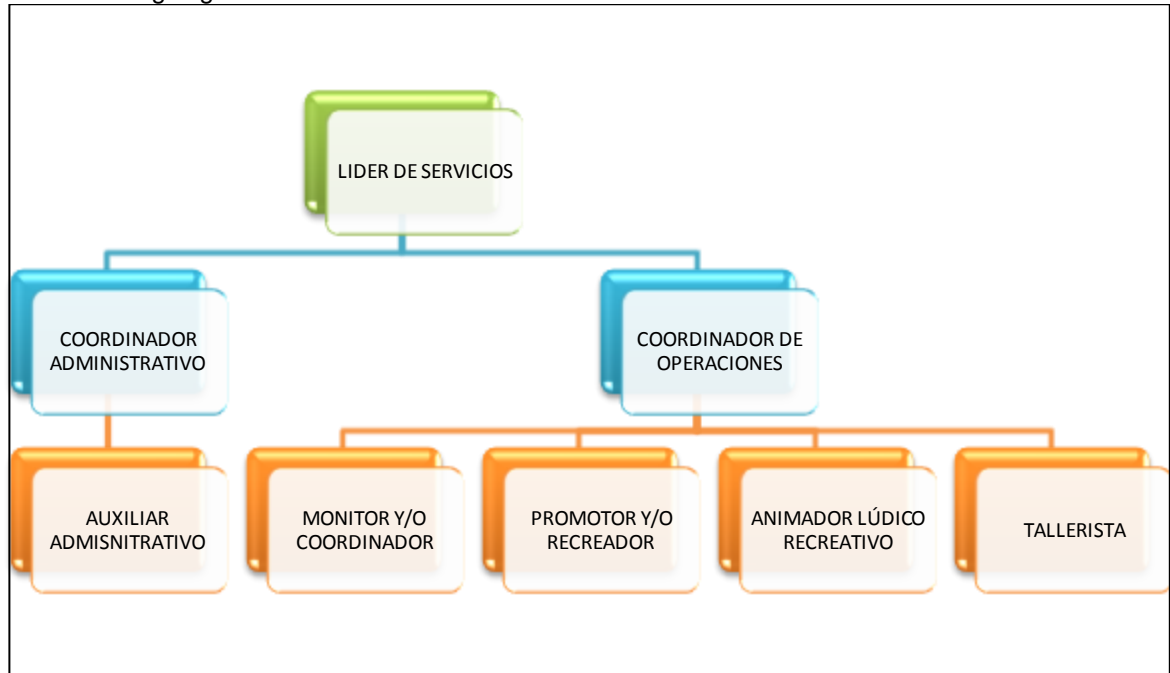 LIDER DE SERVICIOS
COORDINADOR
ADMINISTRATIVO
COORDINADOR DE
OPERACIONES
AUXILIAR
ADMISNITRATIVO
MONITOR Y/O
COORDINADOR
PROMOTOR Y/O
RECREADOR
ANIMADOR LÚDICO
RECREATIVO
TALLERISTA